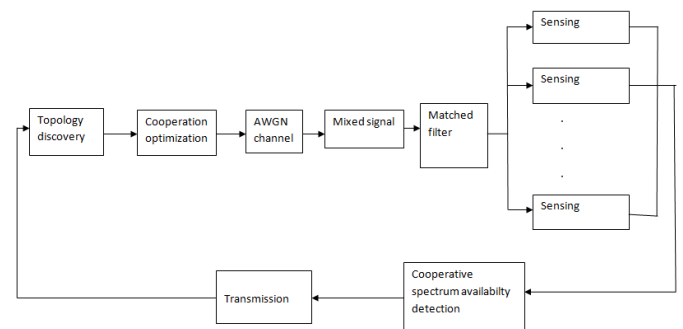 Sensing
Sensing
Topology
discovery
Cooperation
optimization
AWGN
channel
Mixed signal
Matched
filter
.
.
.
Sensing
Cooperative
spectrum availabilty
detection
Transmission